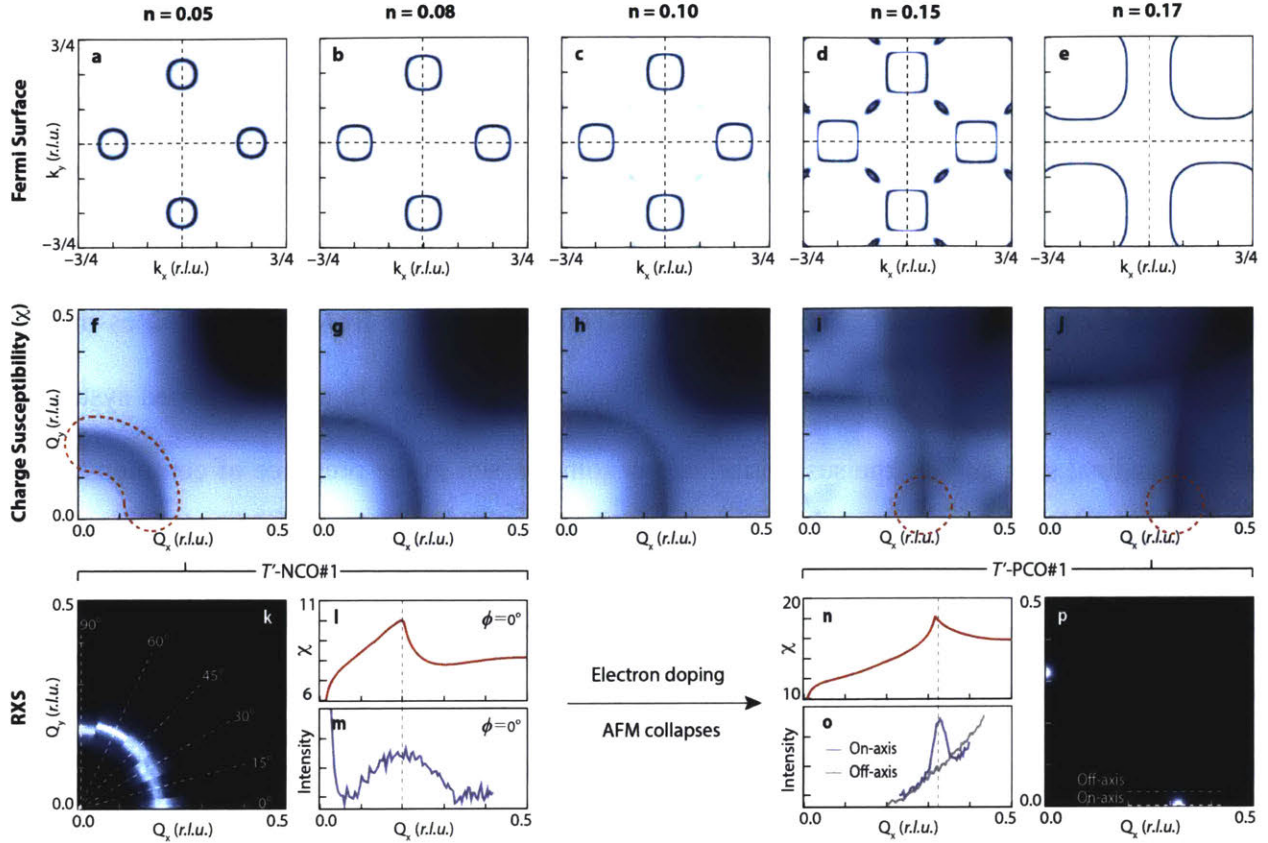 n = 0.05 n = 0.08 n = 0.10 n = 0.15 n = 0.17
Fermi Surface
a b c d e
3/4
k_y (r.l.u.)
−3/4
−3/4 3/4 −3/4 3/4 −3/4 3/4 −3/4 3/4 −3/4 3/4
k_x (r.l.u.) k_x (r.l.u.) k_x (r.l.u.) k_x (r.l.u.) k_x (r.l.u.)
Charge Susceptibility (χ)
0.5
f g h i j
Q_y (r.l.u.)
0.0
0.0 0.5 0.0 0.5 0.0 0.5 0.0 0.5 0.0 0.5
Q_x (r.l.u.) Q_x (r.l.u.) Q_x (r.l.u.) Q_x (r.l.u.) Q_x (r.l.u.)
T′-NCO#1 T′-PCO#1
RXS
0.5
k
90°
60°
45°
30°
15°
0°
Q_y (r.l.u.)
0.0
0.0 0.5
Q_x (r.l.u.)
11
l
ϕ=0°
χ
6
m
ϕ=0°
Intensity
0.0 0.5
Q_x (r.l.u.)
Electron doping
AFM collapses
20
n
χ
10
o
On-axis
Off-axis
Intensity
0.0 0.5
Q_x (r.l.u.)
0.5
p
Off-axis
On-axis
Q_y (r.l.u.)
0.0
0.0 0.5
Q_x (r.l.u.)